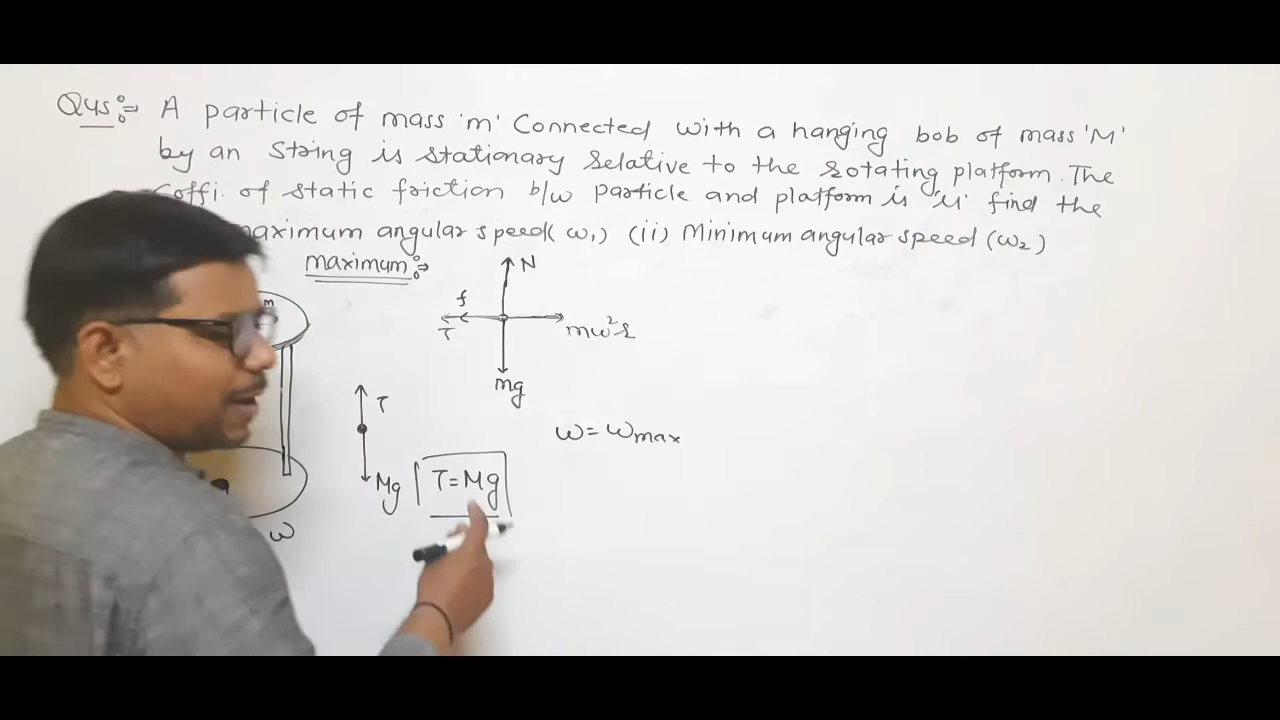 Qus:⇒ A particle of mass 'm' Connected with a hanging bob of mass 'M'
by an string is stationary relative to the rotating platform. The
Coffi. of static friction b/w particle and platform is 'μ' find the
maximum angular speed (ω₁) (ii) Minimum angular speed (ω₂)
maximum:⇒
N
f
T
mω²r
mg
m
T
Mg
T=Mg
ω=ωmax
ω